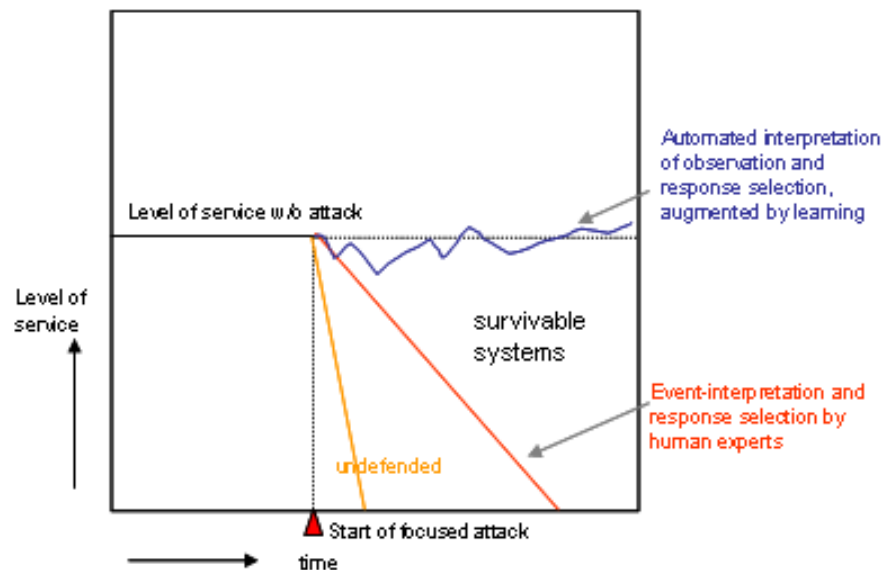 Automated interpretation
of observation and
response selection,
augmented by learning
Level of service w/o attack
Level of
service
survivable
systems
Event-interpretation and
response selection by
human experts
undefended
Start of focused attack
time